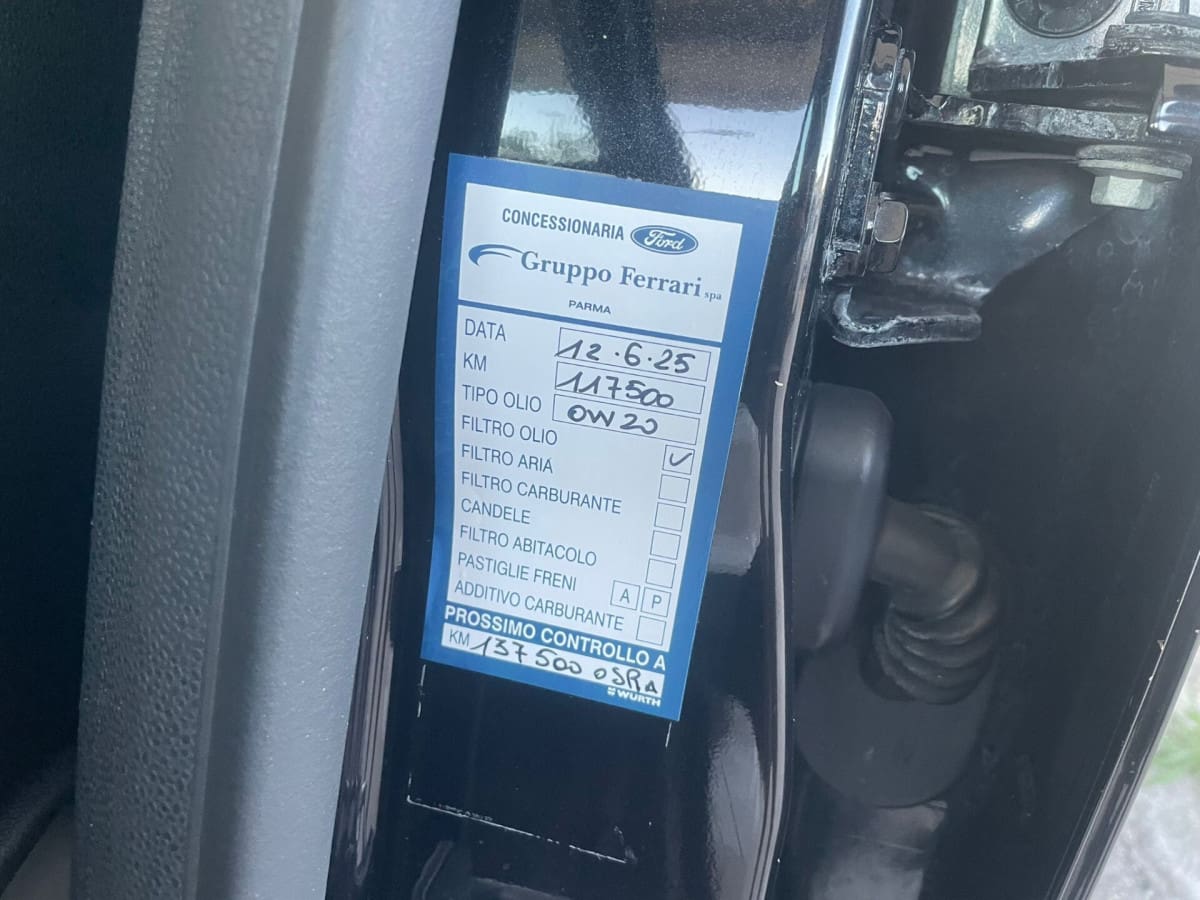 CONCESSIONARIA Ford
Gruppo Ferrari spa
PARMA
DATA 12.6.25
KM 117500
TIPO OLIO 0W20
FILTRO OLIO ✓
FILTRO ARIA
FILTRO CARBURANTE
CANDELE
FILTRO ABITACOLO
PASTIGLIE FRENI A P
ADDITIVO CARBURANTE
PROSSIMO CONTROLLO A
KM 137500 o SRA
WÜRTH